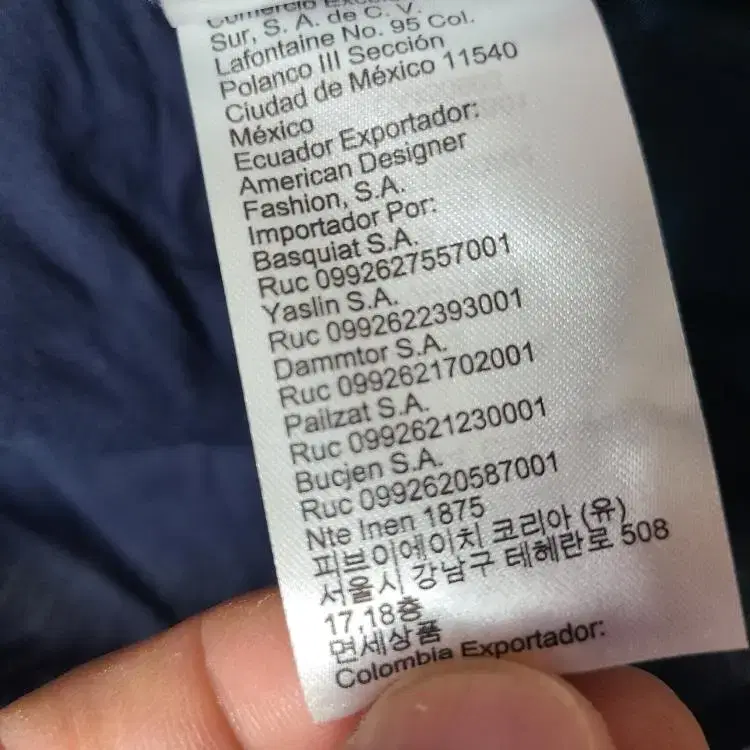 Sur, S. A. de C. V.
Lafontaine No. 95 Col.
Polanco III Sección
Ciudad de México 11540
México
Ecuador Exportador:
American Designer
Fashion, S.A.
Importador Por:
Basquiat S.A.
Ruc 0992627557001
Yaslin S.A.
Ruc 0992622393001
Dammtor S.A.
Ruc 0992621702001
Pailzat S.A.
Ruc 0992621230001
Bucjen S.A.
Ruc 0992620587001
Nte Inen 1875
피브이에이치 코리아 (유)
서울시 강남구 테헤란로 508
17,18층
면세상품
Colombia Exportador: